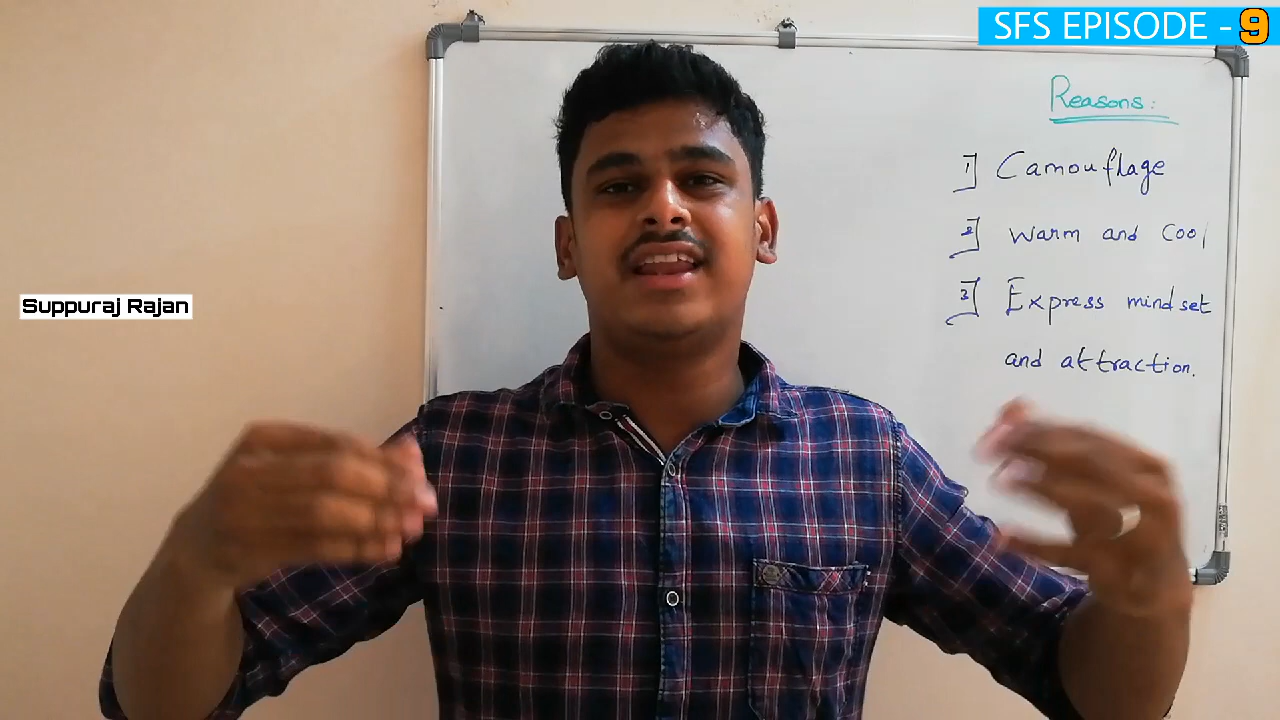 SFS EPISODE - 9
Reasons:
1] Camouflage
2] Warm and cool
Suppuraj Rajan
3] Express mindset
and attraction.